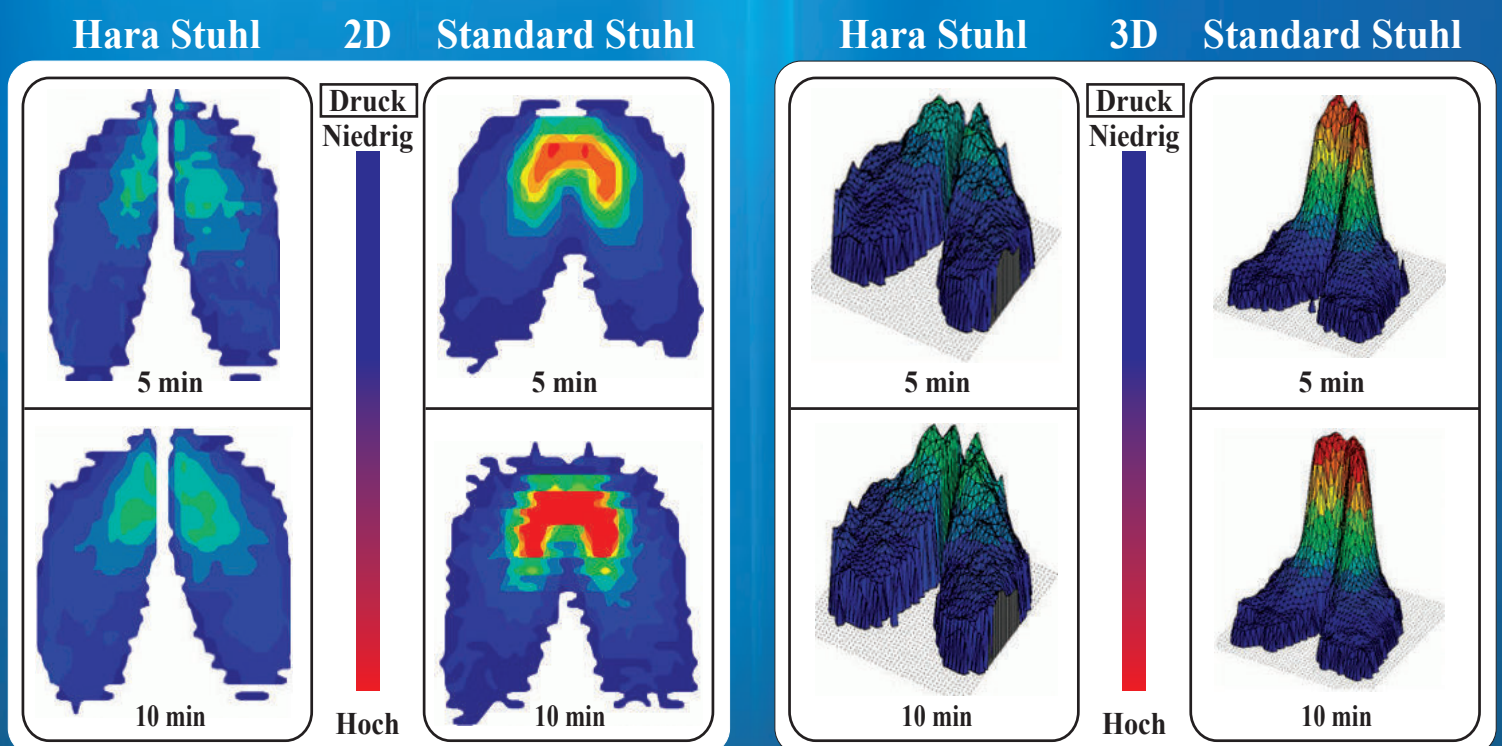 Hara Stuhl 2D Standard Stuhl
Druck
Niedrig
5 min
5 min
10 min
10 min
Hoch
Hara Stuhl 3D Standard Stuhl
Druck
Niedrig
5 min
5 min
10 min
10 min
Hoch